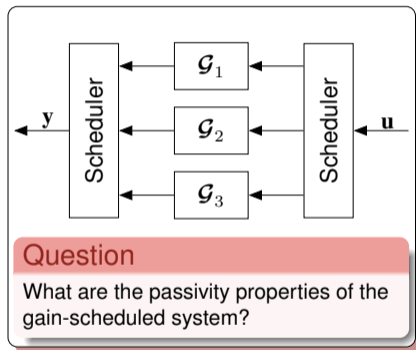 𝓖₁
y
Scheduler
𝓖₂
Scheduler
u
𝓖₃
Question
What are the passivity properties of the
gain-scheduled system?